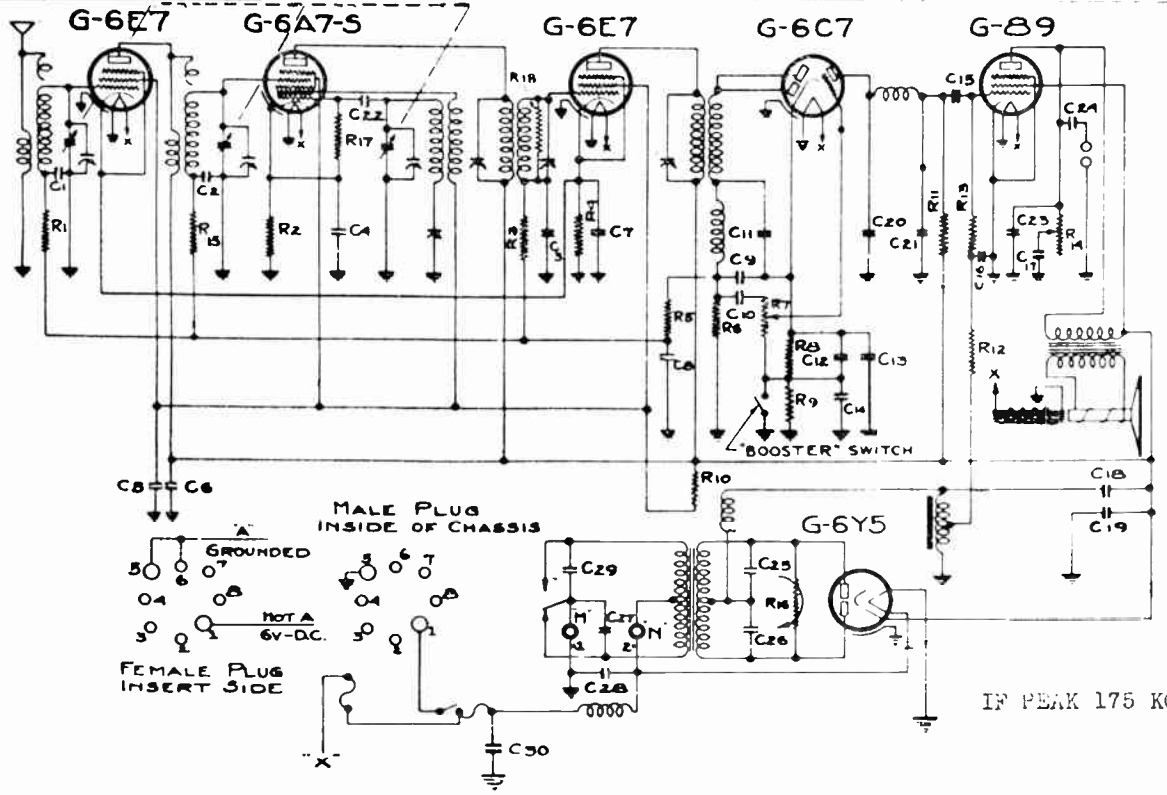 G-6E7 G-6A7-S G-6E7 G-6C7 G-89
R18
C22
R17
C15
C24
C1
C2
R1
R15
R2
C4
R3
C5
R4
C7
C11
C20
C21
R11
R13
C16
C23
C17
R14
C9
C10
R5
R6
R7
C8
R8
C12
C13
R9
C14
R12
X
"BOOSTER" SWITCH
C6
R10
C18
C19
MALE PLUG
INSIDE OF CHASSIS
G-6Y5
"A"
GROUNDED
5 6 7
4 8
3 2 1
HOT A
6V-D.C.
FEMALE PLUG
INSERT SIDE
5 6 7
4 8
3 2 1
C29
C27
"N"
2
C28
C25
R16
C26
C30
"X"
IF PEAK 175 KC